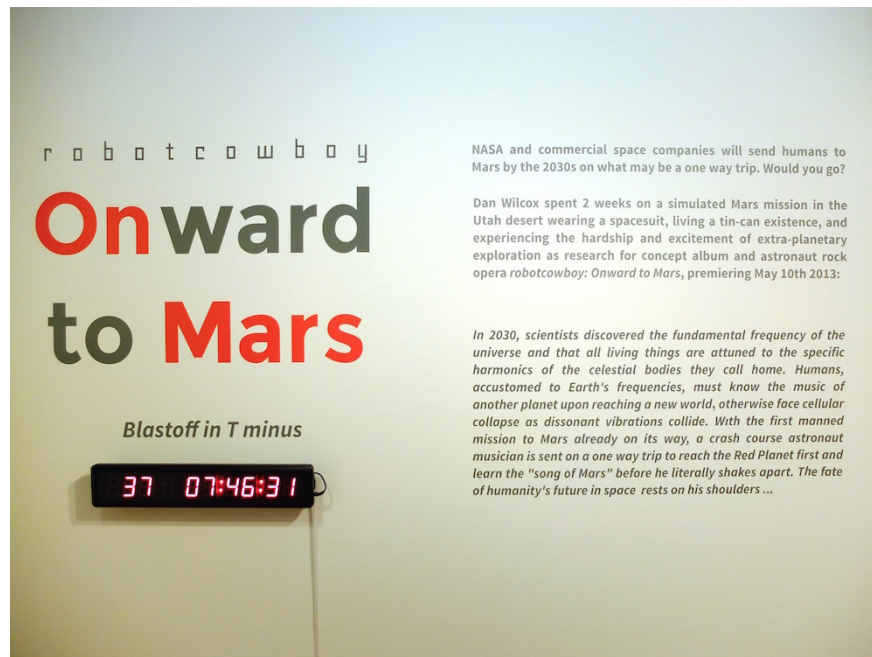 robotcowboy
Onward
to Mars
Blastoff in T minus
37 07:46:31
NASA and commercial space companies will send humans to
Mars by the 2030s on what may be a one way trip. Would you go?
Dan Wilcox spent 2 weeks on a simulated Mars mission in the
Utah desert wearing a spacesuit, living a tin-can existence, and
experiencing the hardship and excitement of extra-planetary
exploration as research for concept album and astronaut rock
opera robotcowboy: Onward to Mars, premiering May 10th 2013:
In 2030, scientists discovered the fundamental frequency of the
universe and that all living things are attuned to the specific
harmonics of the celestial bodies they call home. Humans,
accustomed to Earth's frequencies, must know the music of
another planet upon reaching a new world, otherwise face cellular
collapse as dissonant vibrations collide. With the first manned
mission to Mars already on its way, a crash course astronaut
musician is sent on a one way trip to reach the Red Planet first and
learn the "song of Mars" before he literally shakes apart. The fate
of humanity's future in space rests on his shoulders ...